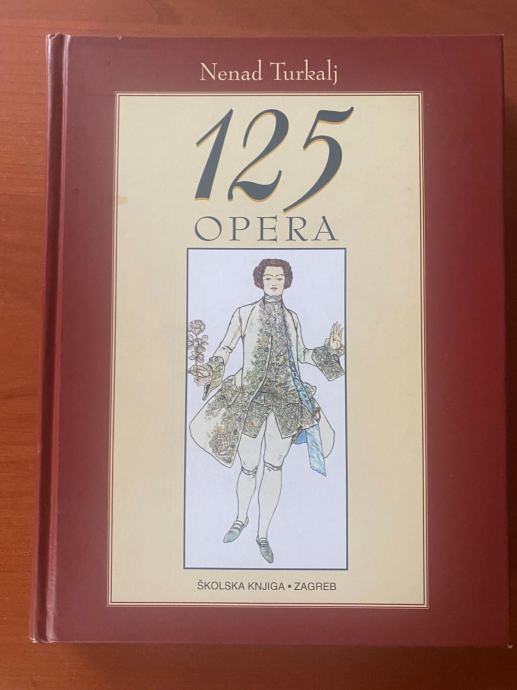 Nenad Turkalj
125
OPERA
ŠKOLSKA KNJIGA • ZAGREB